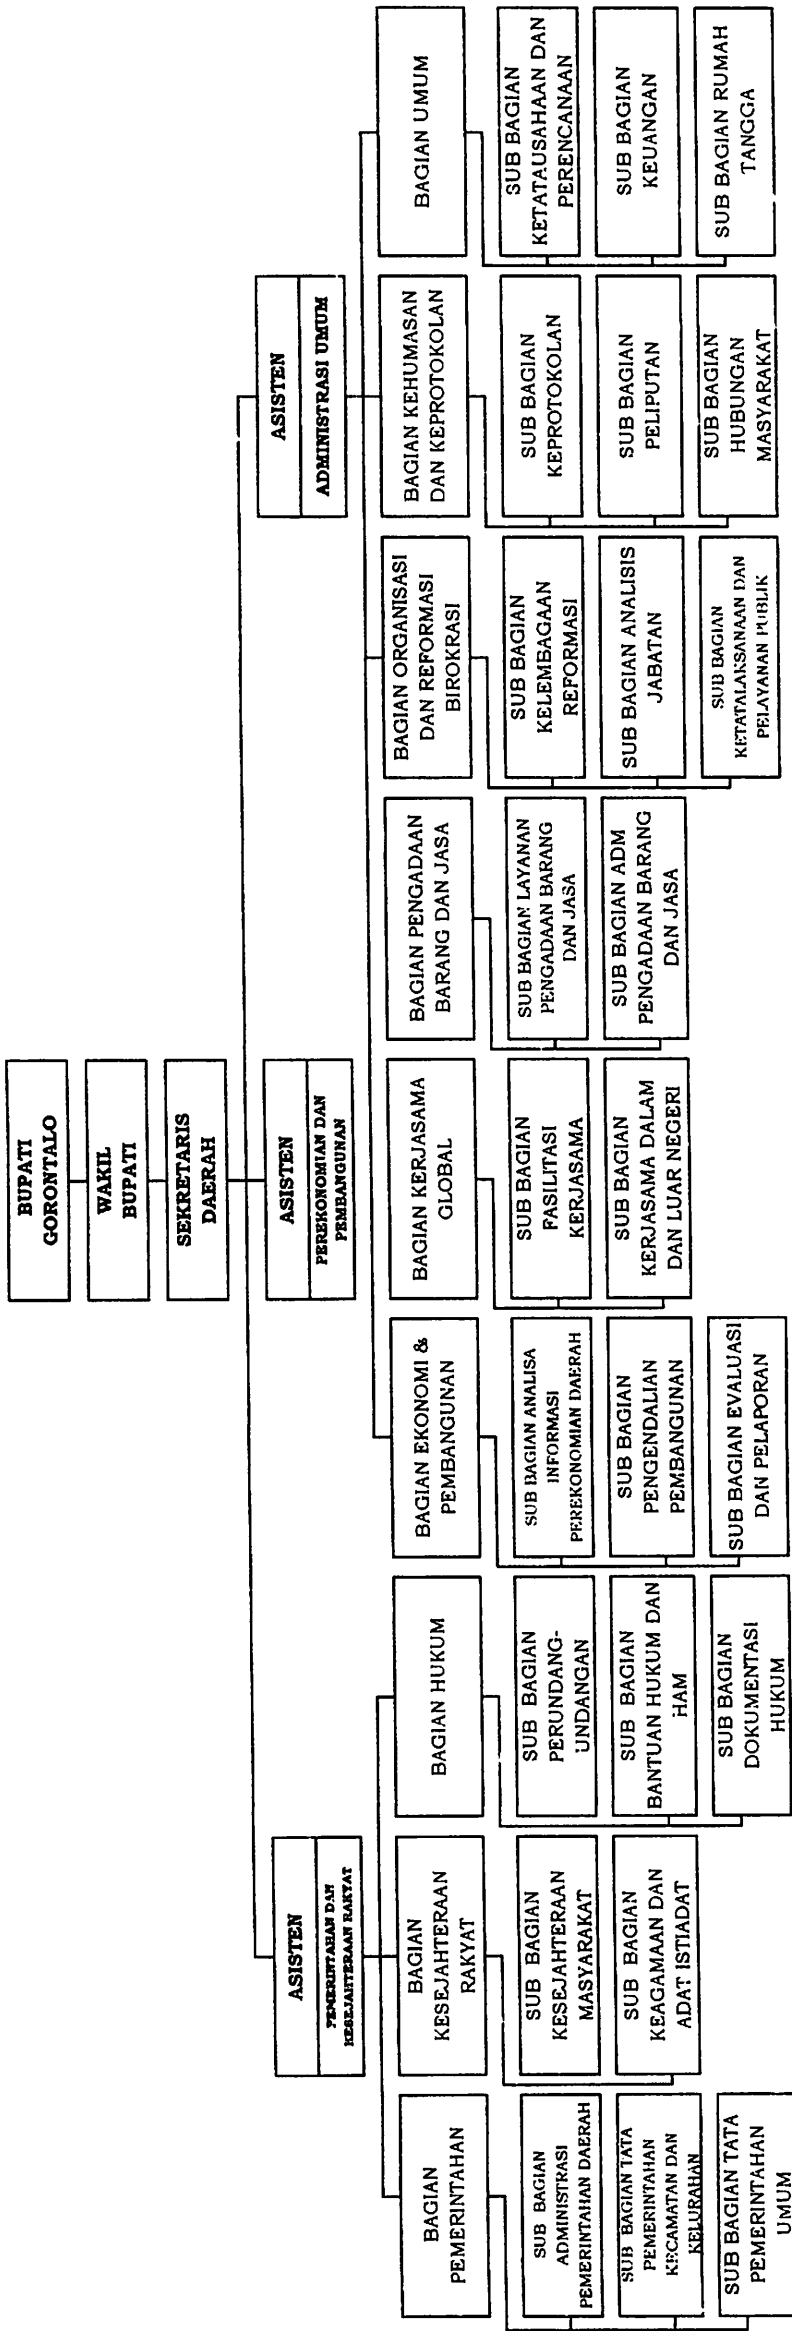 BUPATI
GORONTALO
WAKIL
BUPATI
SEKRETARIS
DAERAH
ASISTEN
PEMERINTAHAN DAN
KESEJAHTERAAN RAKYAT
ASISTEN
PEREKONOMIAN DAN
PEMBANGUNAN
ASISTEN
ADMINISTRASI UMUM
BAGIAN
PEMERINTAHAN
SUB BAGIAN
ADMINISTRASI
PEMERINTAHAN DAERAH
SUB BAGIAN TATA
PEMERINTAHAN
KECAMATAN DAN
KELURAHAN
SUB BAGIAN TATA
PEMERINTAHAN
UMUM
BAGIAN
KESEJAHTERAAN
RAKYAT
SUB BAGIAN
KESEJAHTERAAN
MASYARAKAT
SUB BAGIAN
KEAGAMAAN DAN
ADAT ISTIADAT
BAGIAN HUKUM
SUB BAGIAN
PERUNDANG-
UNDANGAN
SUB BAGIAN
BANTUAN HUKUM DAN
HAM
SUB BAGIAN
DOKUMENTASI
HUKUM
BAGIAN EKONOMI &
PEMBANGUNAN
SUB BAGIAN ANALISA
INFORMASI
PEREKONOMIAN DAERAH
SUB BAGIAN
PENGENDALIAN
PEMBANGUNAN
SUB BAGIAN EVALUASI
DAN PELAPORAN
BAGIAN KERJASAMA
GLOBAL
SUB BAGIAN
FASILITASI
KERJASAMA
SUB BAGIAN
KERJASAMA DALAM
DAN LUAR NEGERI
BAGIAN PENGADAAN
BARANG DAN JASA
SUB BAGIAN LAYANAN
PENGADAAN BARANG
DAN JASA
SUB BAGIAN ADM
PENGADAAN BARANG
DAN JASA
BAGIAN ORGANISASI
DAN REFORMASI
BIROKRASI
SUB BAGIAN
KELEMBAGAAN
REFORMASI
SUB BAGIAN ANALISIS
JABATAN
SUB BAGIAN
KETATALAKSANAAN DAN
PELAYANAN PUBLIK
BAGIAN KEHUMASAN
DAN KEPROTOKOLAN
SUB BAGIAN
KEPROTOKOLAN
SUB BAGIAN
PELIPUTAN
SUB BAGIAN
HUBUNGAN
MASYARAKAT
BAGIAN UMUM
SUB BAGIAN
KETATAUSAHAAN DAN
PERENCANAAN
SUB BAGIAN
KEUANGAN
SUB BAGIAN RUMAH
TANGGA